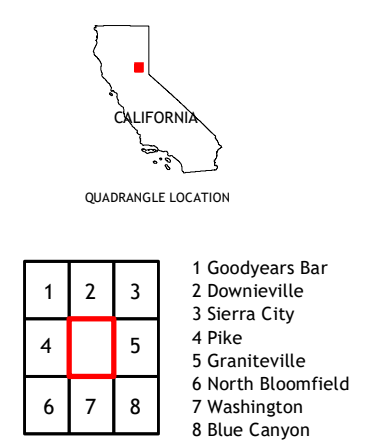 CALIFORNIA
QUADRANGLE LOCATION
1 2 3
4 5
6 7 8
1 Goodyears Bar
2 Downieville
3 Sierra City
4 Pike
5 Graniteville
6 North Bloomfield
7 Washington
8 Blue Canyon